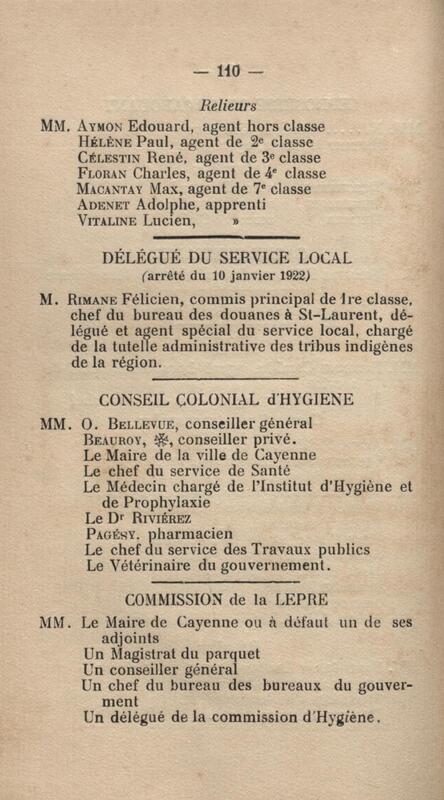 — 110 —
Relieurs
MM. AYMON Edouard, agent hors classe
HÉLÈNE Paul, agent de 2e classe
CÉLESTIN René, agent de 3e classe
FLORAN Charles, agent de 4e classe
MACANTAY Max, agent de 7e classe
ADENET Adolphe, apprenti
VITALINE Lucien, »
DÉLÉGUÉ DU SERVICE LOCAL
(arrêté du 10 janvier 1922)
M. RIMANE Félicien, commis principal de 1re classe,
chef du bureau des douanes à St-Laurent, dé-
légué et agent spécial du service local, chargé
de la tutelle administrative des tribus indigènes
de la région.
CONSEIL COLONIAL d'HYGIENE
MM. O. BELLEVUE, conseiller général
BEAUROY, ❋, conseiller privé.
Le Maire de la ville de Cayenne
Le chef du service de Santé
Le Médecin chargé de l'Institut d'Hygiène et
de Prophylaxie
Le Dr RIVIÉREZ
PAGÉSY. pharmacien
Le chef du service des Travaux publics
Le Vétérinaire du gouvernement.
COMMISSION de la LEPRE
MM. Le Maire de Cayenne ou à défaut un de ses
adjoints
Un Magistrat du parquet
Un conseiller général
Un chef du bureau des bureaux du gouver-
ment
Un délégué de la commission d'Hygiène.